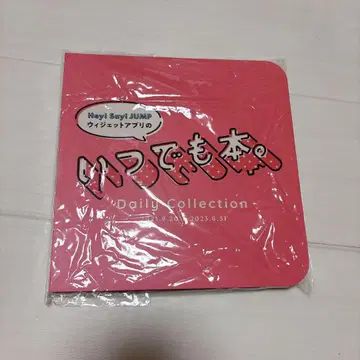 Hey! Say! JUMP
ウィジェットアプリの
いつでも本。
Daily Collection